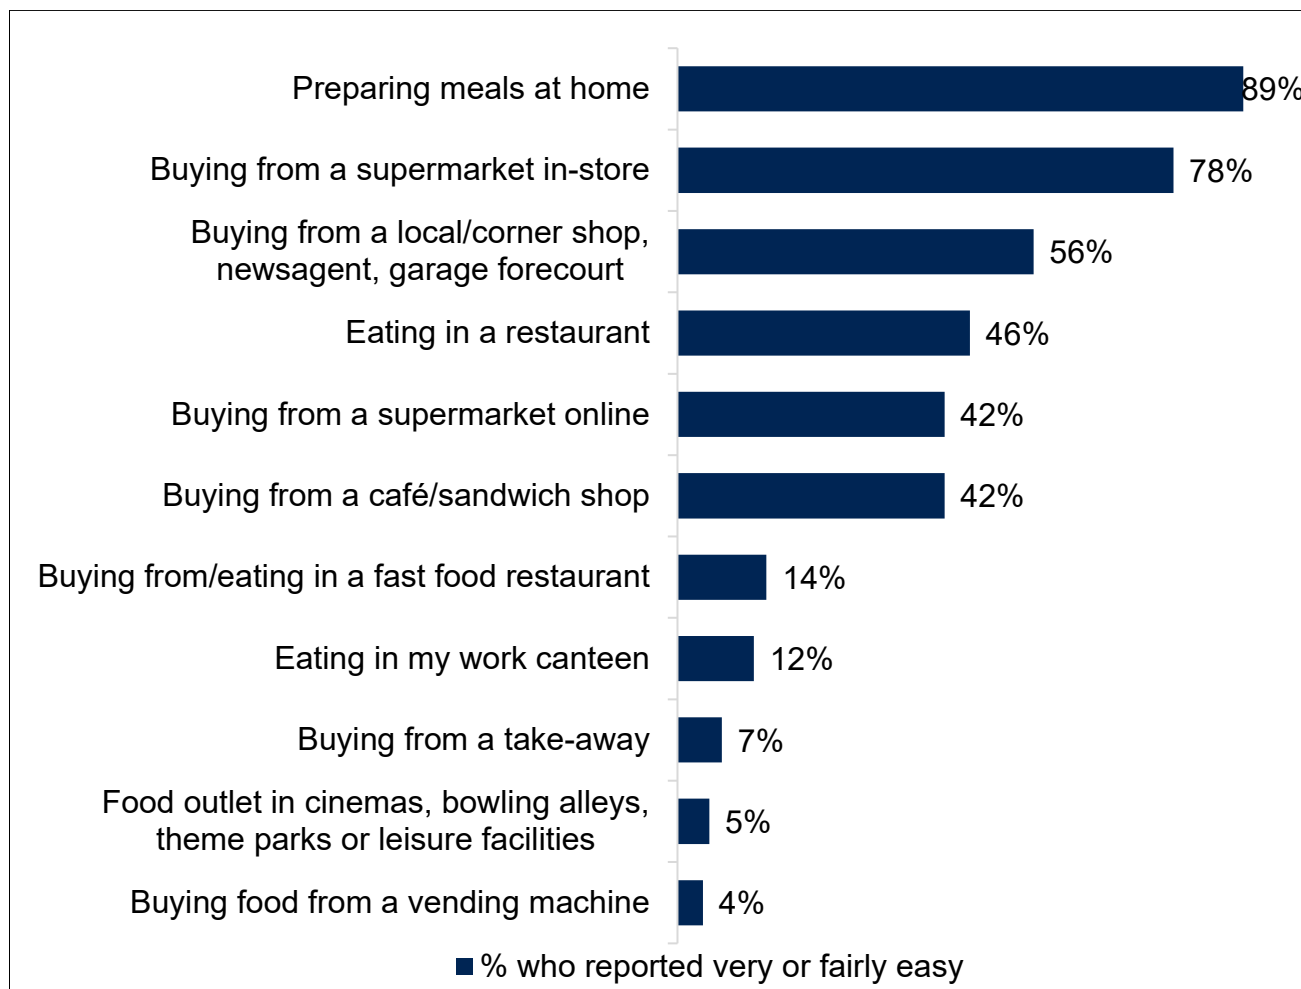 Preparing meals at home
89%
Buying from a supermarket in-store
78%
Buying from a local/corner shop,
newsagent, garage forecourt
56%
Eating in a restaurant
46%
Buying from a supermarket online
42%
Buying from a café/sandwich shop
42%
Buying from/eating in a fast food restaurant
14%
Eating in my work canteen
12%
Buying from a take-away
7%
Food outlet in cinemas, bowling alleys,
theme parks or leisure facilities
5%
Buying food from a vending machine
4%
% who reported very or fairly easy